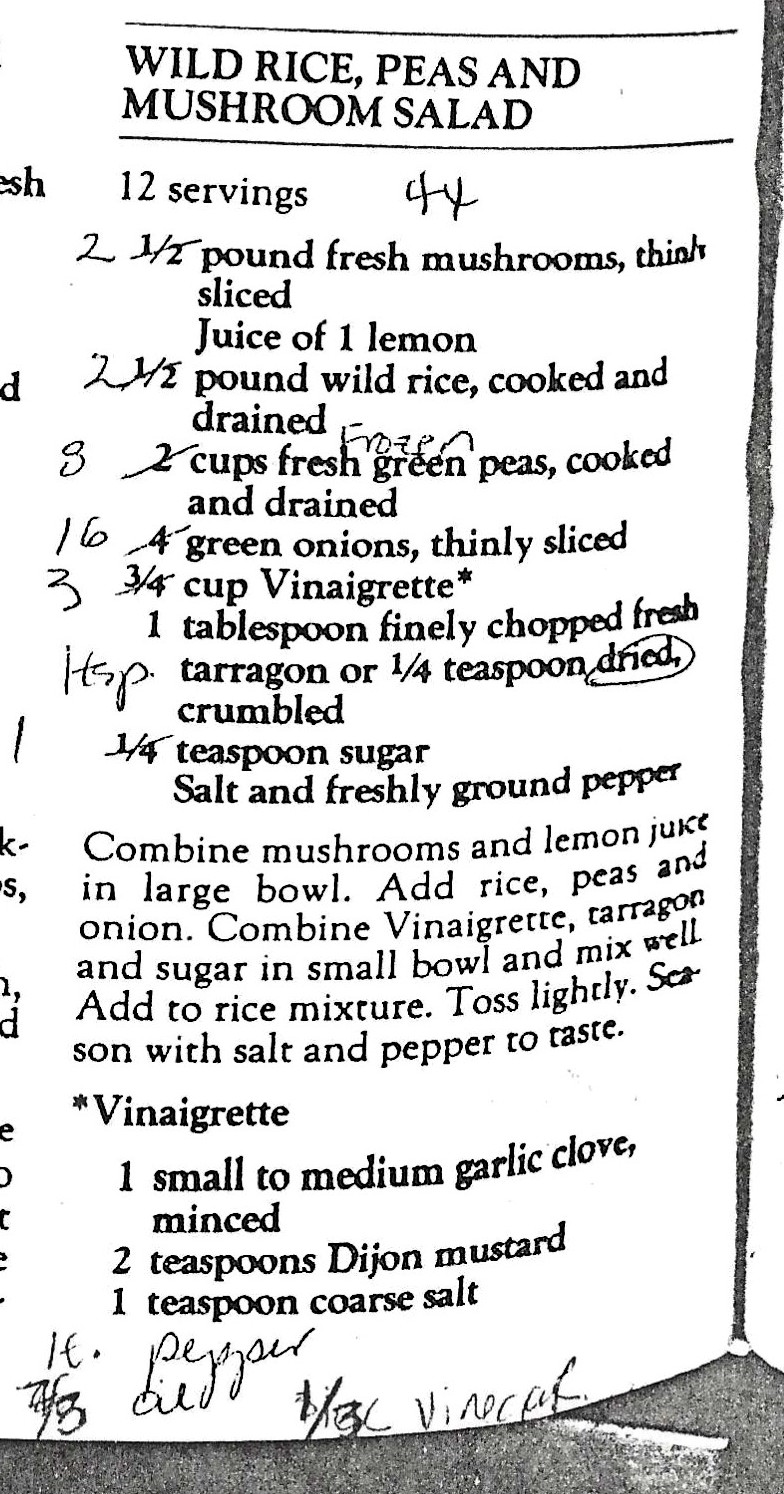 WILD RICE, PEAS AND
MUSHROOM SALAD
esh 12 servings 44
2 1/2 pound fresh mushrooms, thinly
sliced
Juice of 1 lemon
2 1/2 pound wild rice, cooked and
d drained
Frozen
8 2 cups fresh green peas, cooked
and drained
16 4 green onions, thinly sliced
3 3/4 cup Vinaigrette*
1 tablespoon finely chopped fresh
1 tsp. tarragon or 1/4 teaspoon dried,
crumbled
1 1/4 teaspoon sugar
Salt and freshly ground pepper
k- Combine mushrooms and lemon juice
s, in large bowl. Add rice, peas and
onion. Combine Vinaigrette, tarragon
and sugar in small bowl and mix well.
n, Add to rice mixture. Toss lightly. Sea-
d son with salt and pepper to taste.
e *Vinaigrette
1 small to medium garlic clove,
t minced
2 teaspoons Dijon mustard
1 teaspoon coarse salt
1t. pepper
2/3 oil 1/3c vinegar.